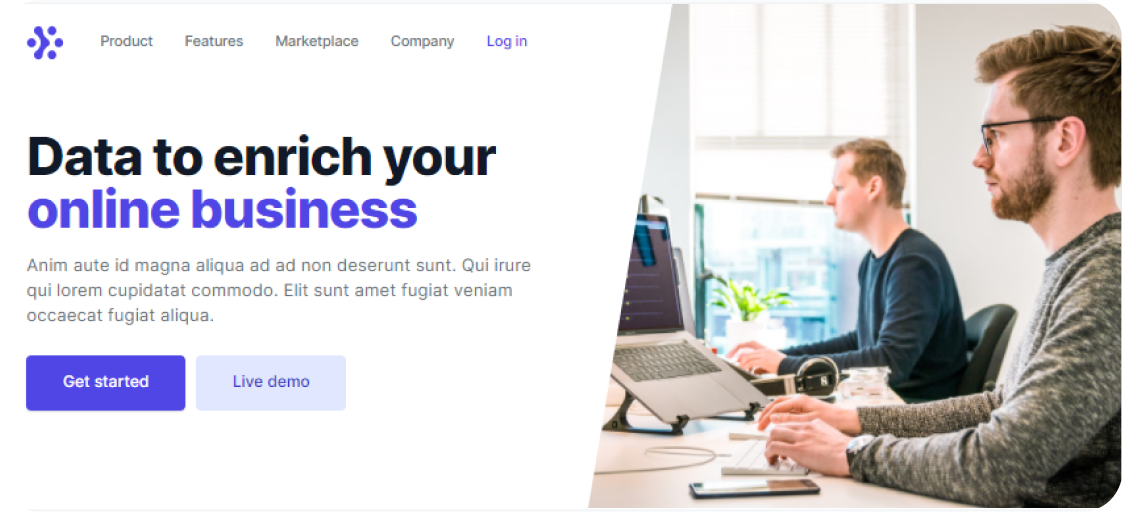 Product Features Marketplace Company Log in
Data to enrich your
online business
Anim aute id magna aliqua ad ad non deserunt sunt. Qui irure
qui lorem cupidatat commodo. Elit sunt amet fugiat veniam
occaecat fugiat aliqua.
Get started Live demo